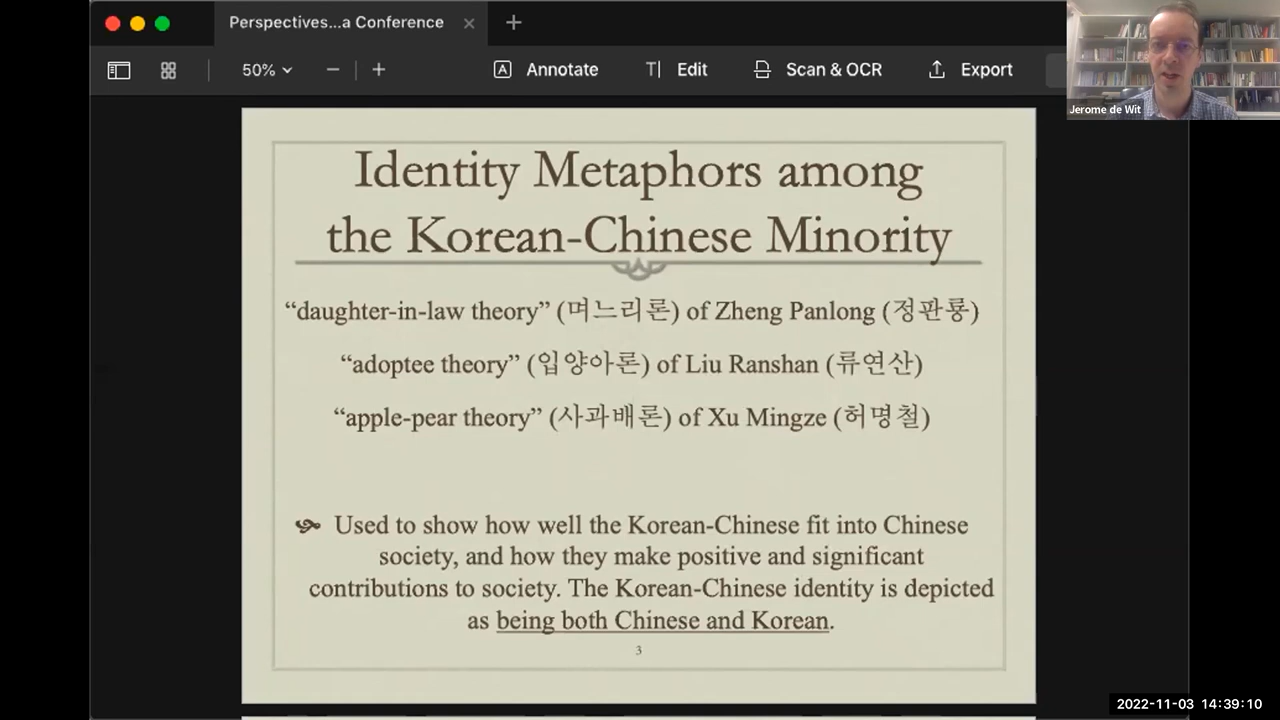 Perspectives...a Conference
50%
Annotate
Edit
Scan & OCR
Export
Jerome de Wit
Identity Metaphors among
the Korean-Chinese Minority
“daughter-in-law theory” (며느리론) of Zheng Panlong (정판룡)
“adoptee theory” (입양아론) of Liu Ranshan (류연산)
“apple-pear theory” (사과배론) of Xu Mingze (허명철)
Used to show how well the Korean-Chinese fit into Chinese
society, and how they make positive and significant
contributions to society. The Korean-Chinese identity is depicted
as being both Chinese and Korean.
3
2022-11-03 14:39:10